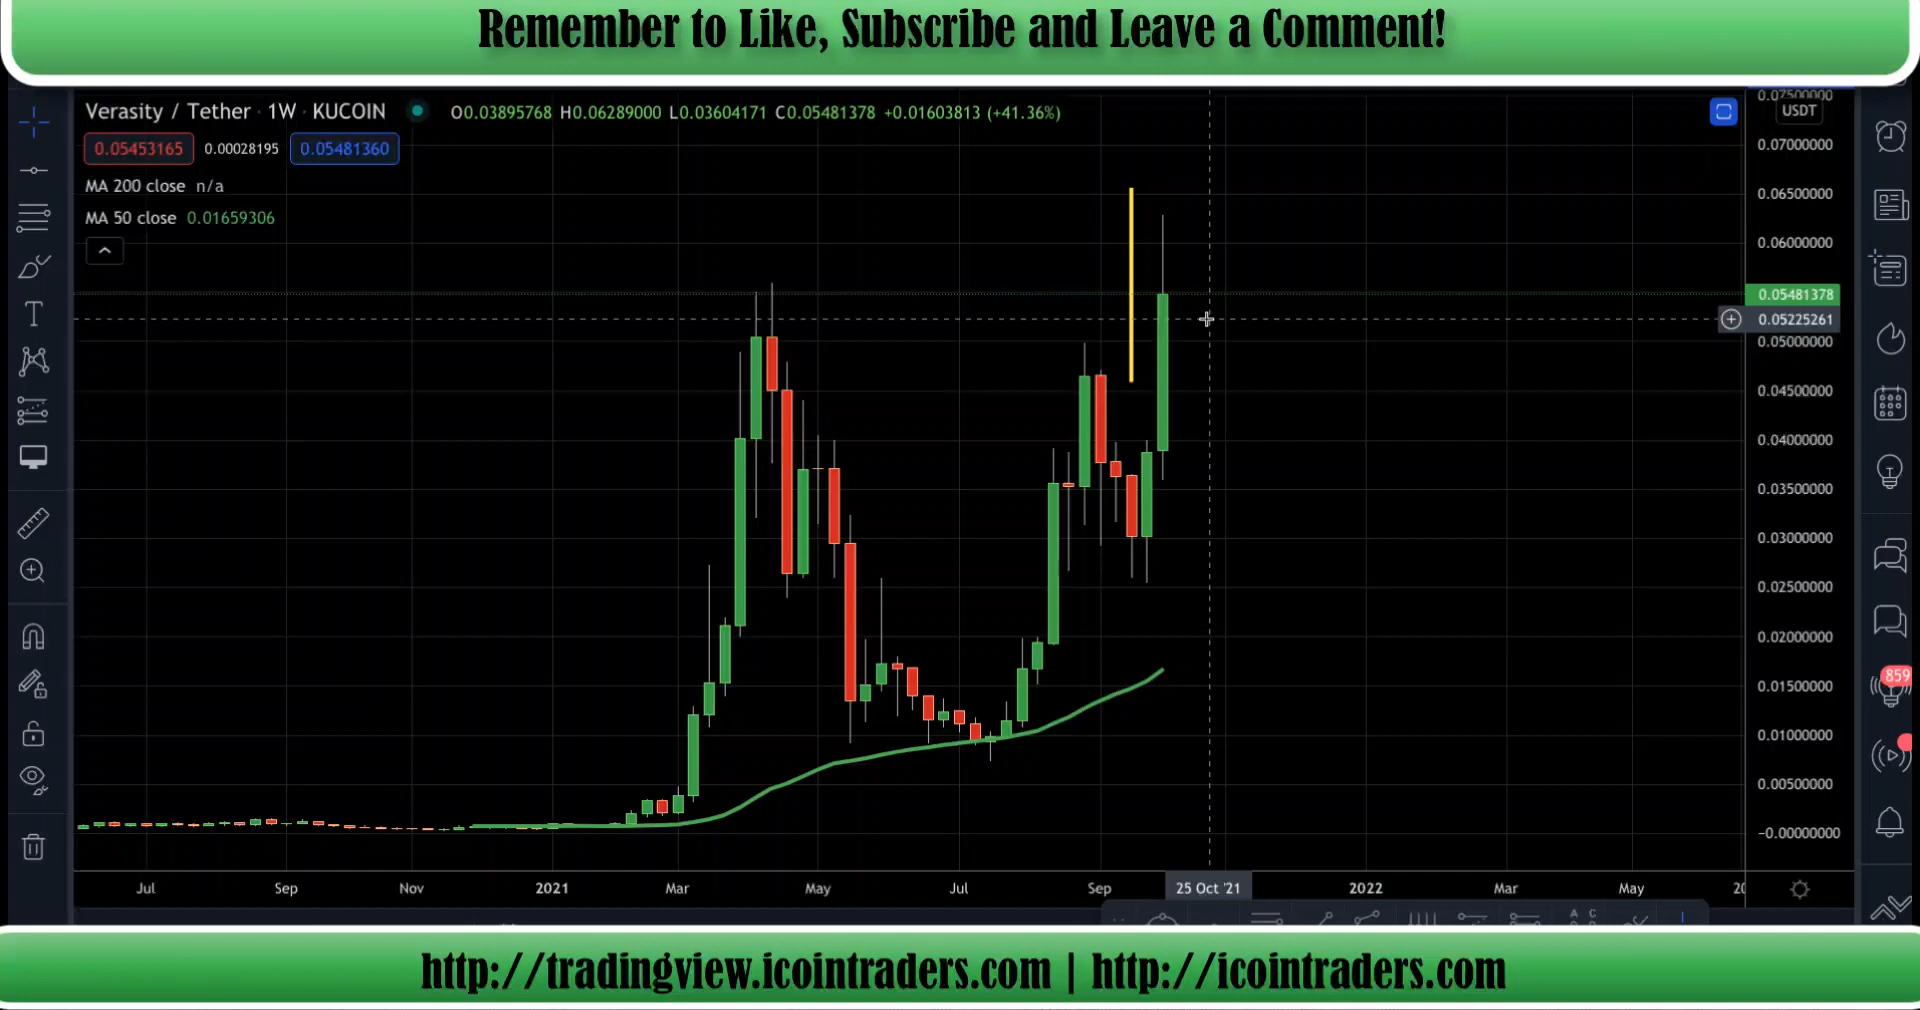 Remember to Like, Subscribe and Leave a Comment!
Verasity / Tether · 1W · KUCOIN O0.03895768 H0.06289000 L0.03604171 C0.05481378 +0.01603813 (+41.36%)
0.05453165 0.00028195 0.05481360
MA 200 close n/a
MA 50 close 0.01659306
0.07500000
USDT
0.07000000
0.06500000
0.06000000
0.05481378
0.05225261
0.05000000
0.04500000
0.04000000
0.03500000
0.03000000
0.02500000
0.02000000
0.01500000
0.01000000
0.00500000
−0.00000000
859
Jul Sep Nov 2021 Mar May Jul Sep 25 Oct '21 2022 Mar May 20
A C
http://tradingview.icointraders.com | http://icointraders.com